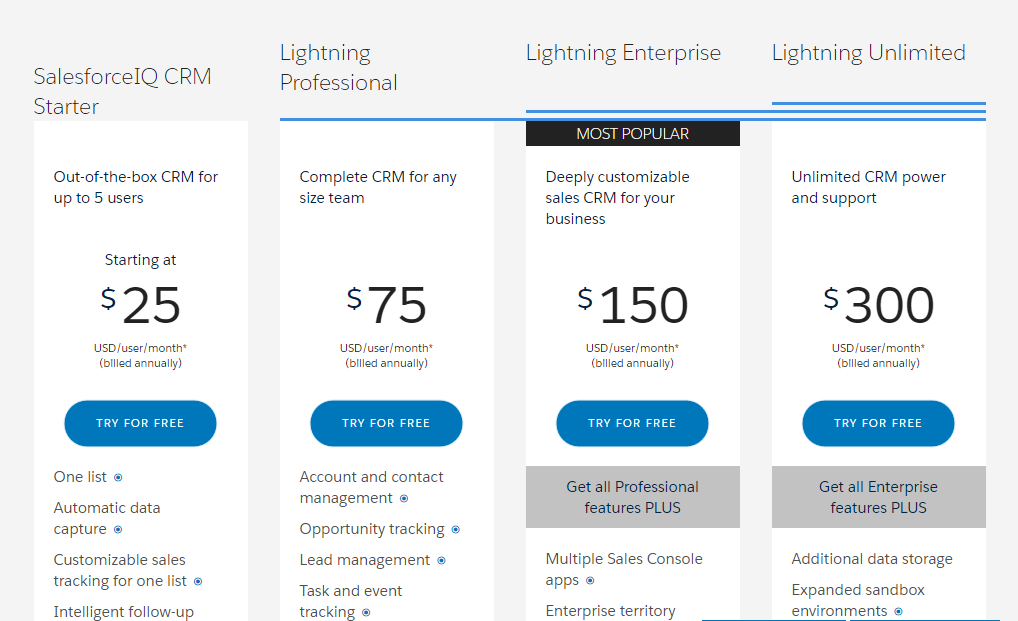 SalesforceIQ CRM
Starter
Out-of-the-box CRM for
up to 5 users
Starting at
$25
USD/user/month*
(billed annually)
TRY FOR FREE
One list
Automatic data
capture
Customizable sales
tracking for one list
Intelligent follow-up
Lightning
Professional
Complete CRM for any
size team
$75
USD/user/month*
(billed annually)
TRY FOR FREE
Account and contact
management
Opportunity tracking
Lead management
Task and event
tracking
Lightning Enterprise
MOST POPULAR
Deeply customizable
sales CRM for your
business
$150
USD/user/month*
(billed annually)
TRY FOR FREE
Get all Professional
features PLUS
Multiple Sales Console
apps
Enterprise territory
Lightning Unlimited
Unlimited CRM power
and support
$300
USD/user/month*
(billed annually)
TRY FOR FREE
Get all Enterprise
features PLUS
Additional data storage
Expanded sandbox
environments